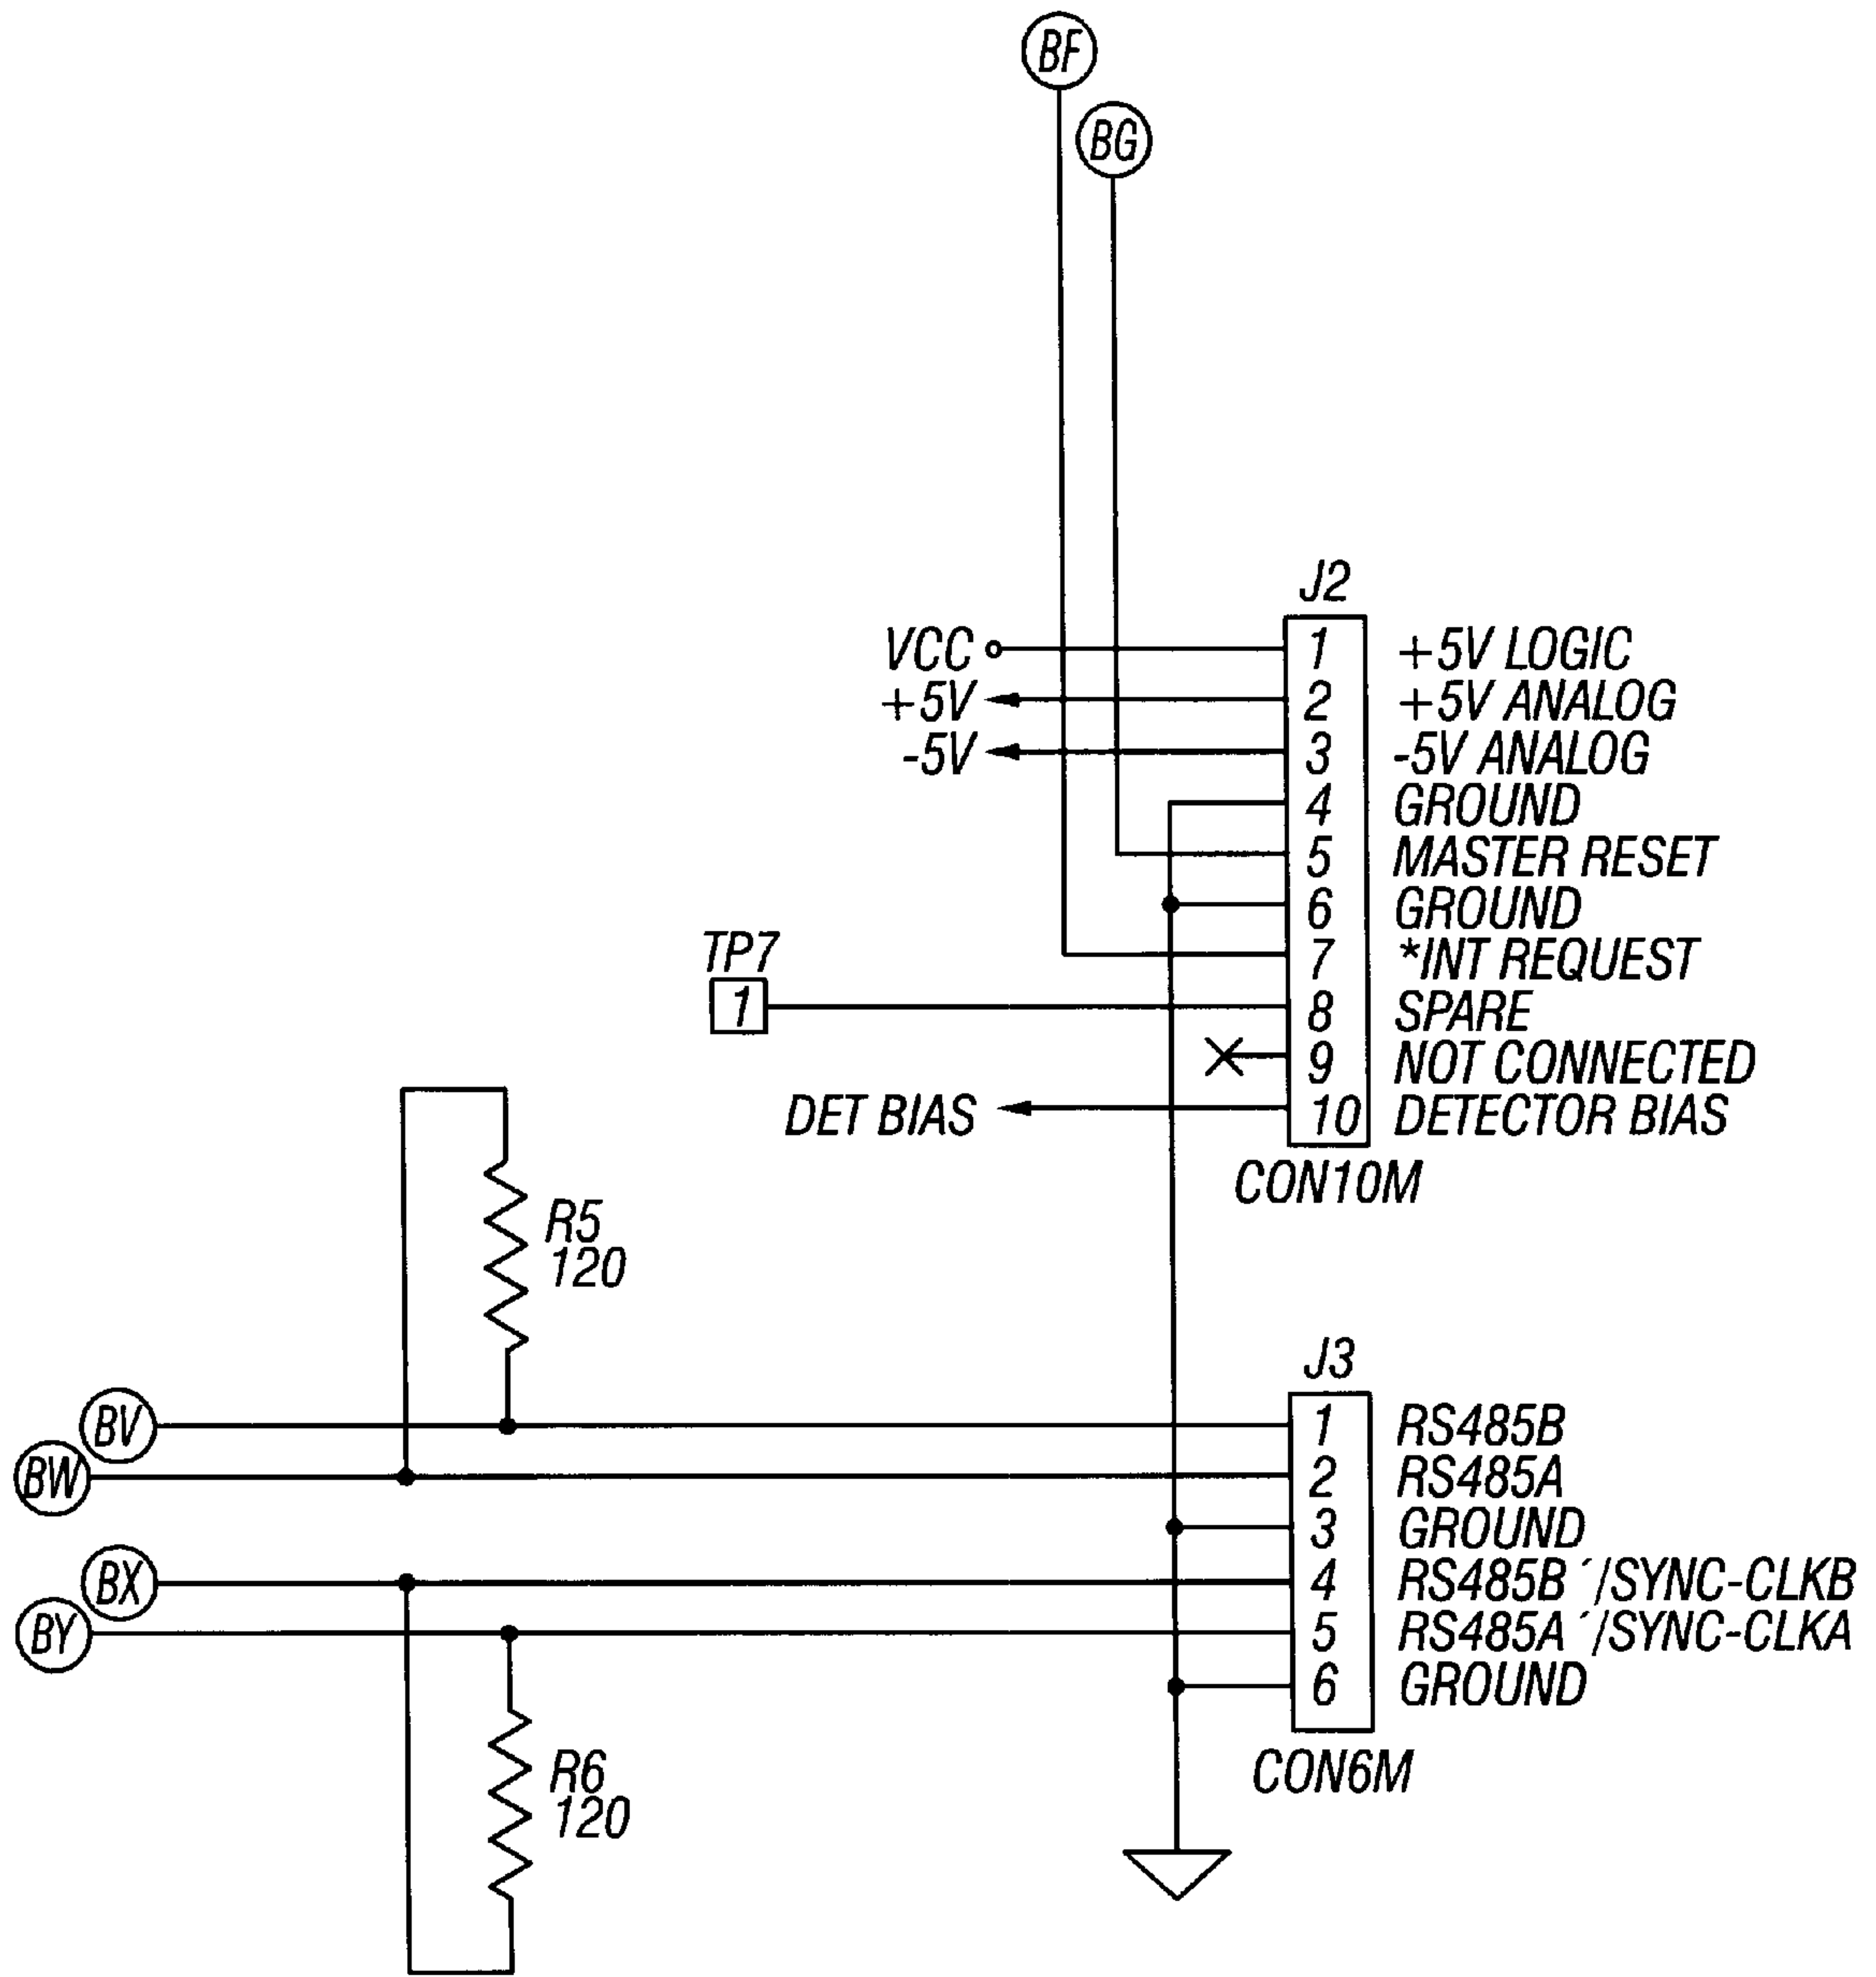 BF
BG
J2
VCC 1 +5V LOGIC
+5V 2 +5V ANALOG
-5V 3 -5V ANALOG
4 GROUND
5 MASTER RESET
6 GROUND
TP7
7 *INT REQUEST
1 8 SPARE
9 NOT CONNECTED
DET BIAS 10 DETECTOR BIAS
CON10M
R5
120
J3
BV 1 RS485B
BW 2 RS485A
3 GROUND
BX 4 RS485B´/SYNC-CLKB
BY 5 RS485A´/SYNC-CLKA
6 GROUND
CON6M
R6
120